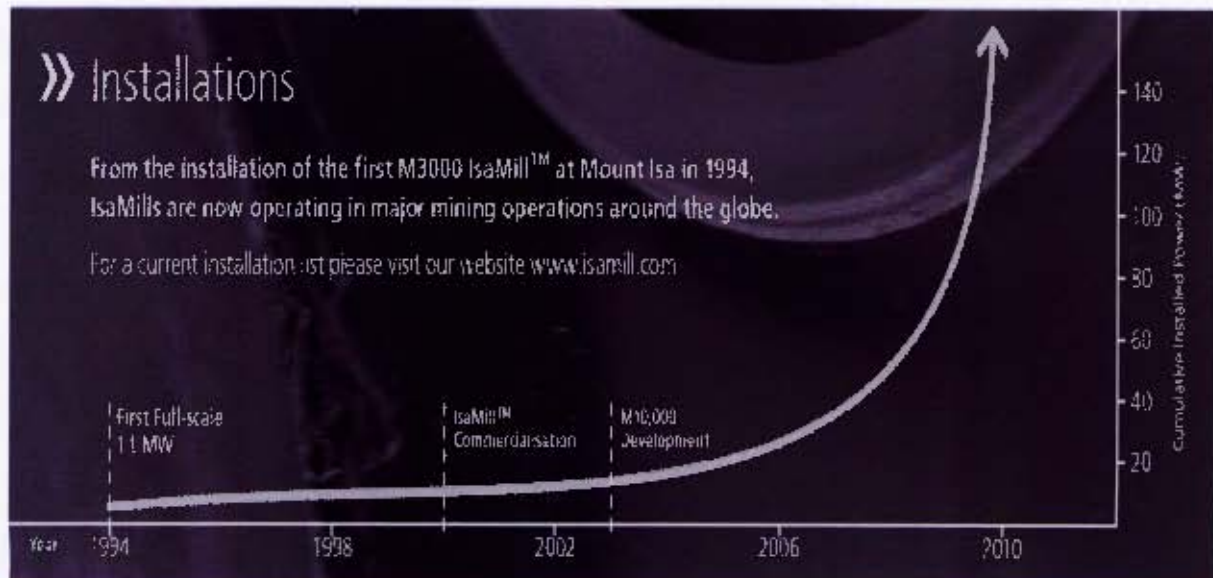 » Installations
From the installation of the first M3000 IsaMill™ at Mount Isa in 1994,
IsaMills are now operating in major mining operations around the globe.
For a current installation list please visit our website www.isamill.com
First Full-scale
1.1 MW
IsaMill™
Commercialisation
M10,000
Development
140
120
100
80
60
40
20
Cumulative Installed Power (MW)
Year 1994 1998 2002 2006 2010